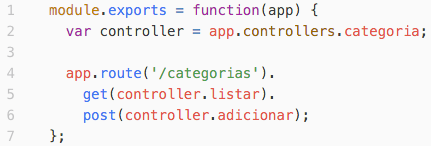 1 module.exports = function(app) {
2 var controller = app.controllers.categoria;
3
4 app.route('/categorias').
5 get(controller.listar).
6 post(controller.adicionar);
7 };